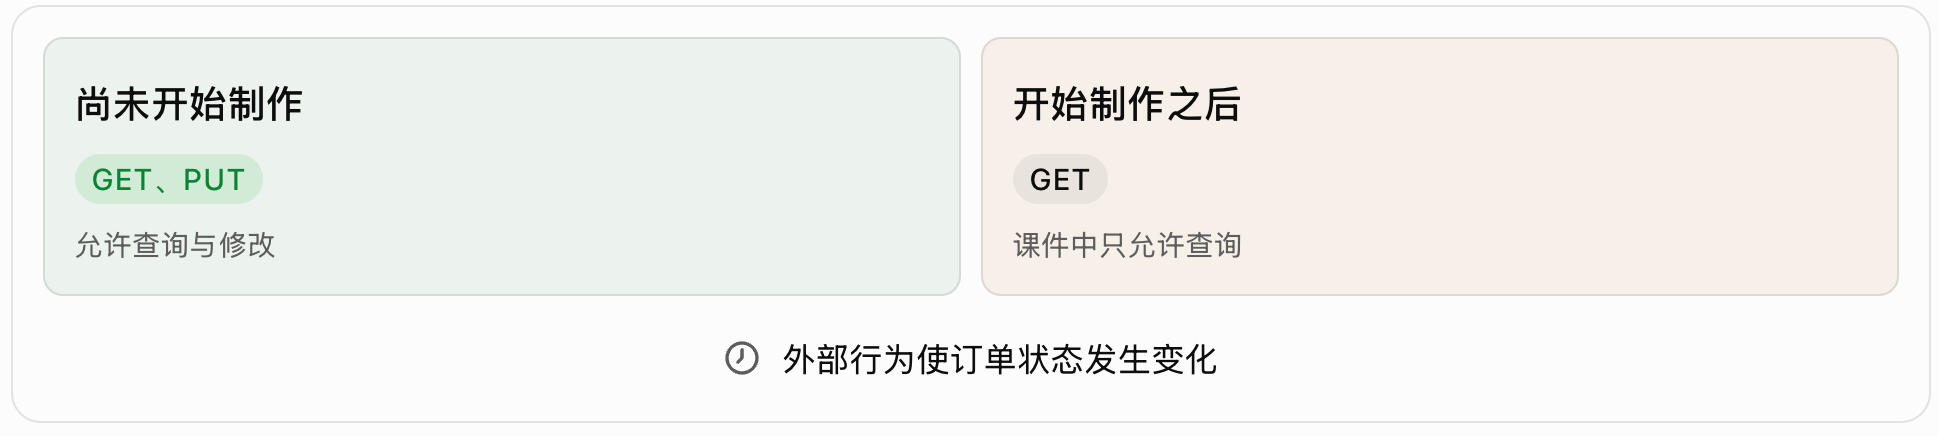 尚未开始制作
GET、PUT
允许查询与修改
开始制作之后
GET
课件中只允许查询
外部行为使订单状态发生变化